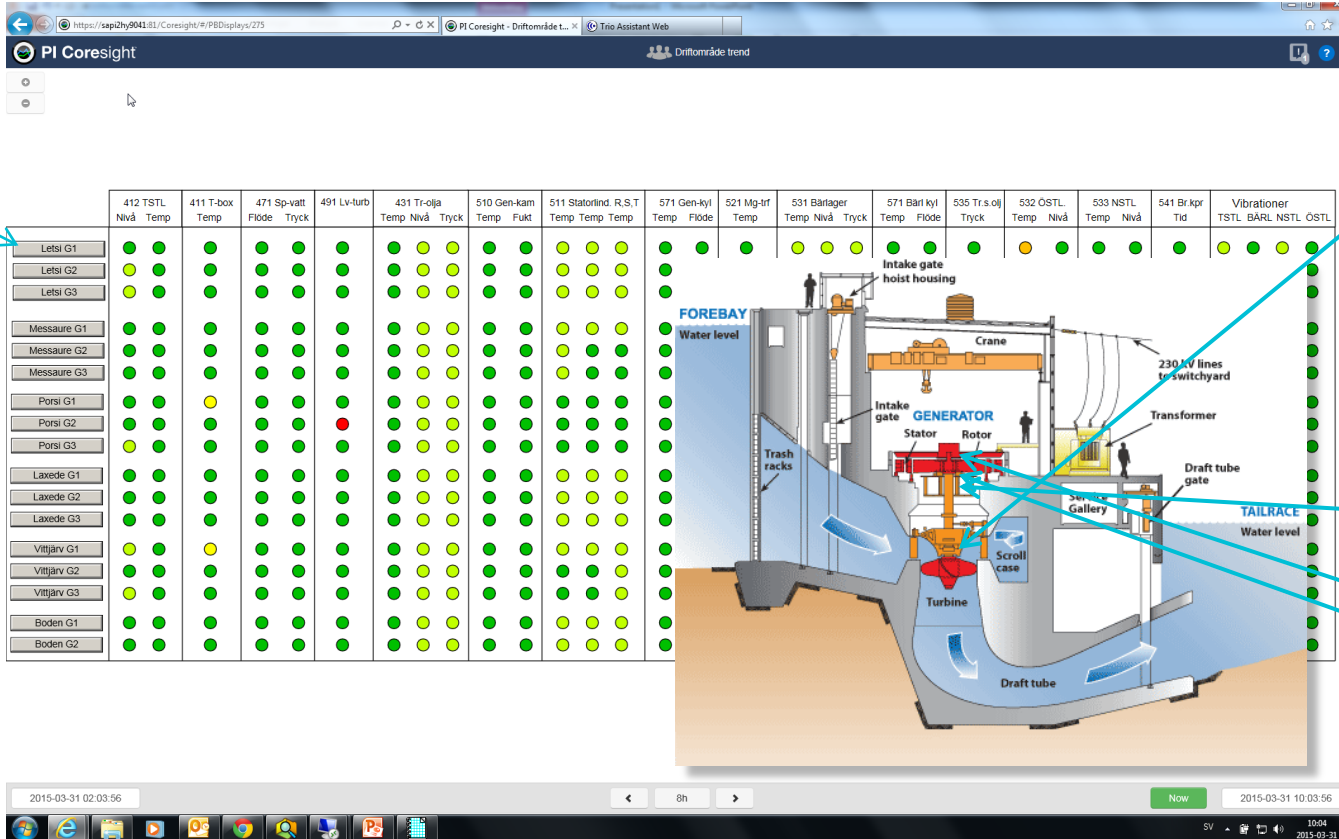 https://sapi2hy9041:81/Coresight/#/PBDisplays/275
PI Coresight - Driftområde t...
Trio Assistant Web
PI Coresight
Driftområde trend
412 TSTL
411 T-box
471 Sp-vatt
491 Lv-turb
431 Tr-olja
510 Gen-kam
511 Statorlind. R,S,T
571 Gen-kyl
521 Mg-trf
531 Bärlager
571 Bärl kyl
535 Tr.s.olj
532 ÖSTL.
533 NSTL
541 Br.kpr
Vibrationer
Nivå Temp
Temp
Flöde Tryck
Temp Nivå Tryck
Temp Fukt
Temp Temp Temp
Temp Flöde
Temp
Temp Nivå Tryck
Temp Flöde
Tryck
Temp Nivå
Temp Nivå
Tid
TSTL BÄRL NSTL ÖSTL
Letsi G1
Letsi G2
Letsi G3
Messaure G1
Messaure G2
Messaure G3
Porsi G1
Porsi G2
Porsi G3
Laxede G1
Laxede G2
Laxede G3
Vittjärv G1
Vittjärv G2
Vittjärv G3
Boden G1
Boden G2
Intake gate
hoist housing
FOREBAY
Water level
Crane
230 kV lines
to switchyard
Intake
gate
GENERATOR
Stator
Rotor
Transformer
Trash
racks
Draft tube
gate
Service
Gallery
TAILRACE
Water level
Scroll
case
Turbine
Draft tube
2015-03-31 02:03:56
8h
Now
2015-03-31 10:03:56
SV
10:04
2015-03-31